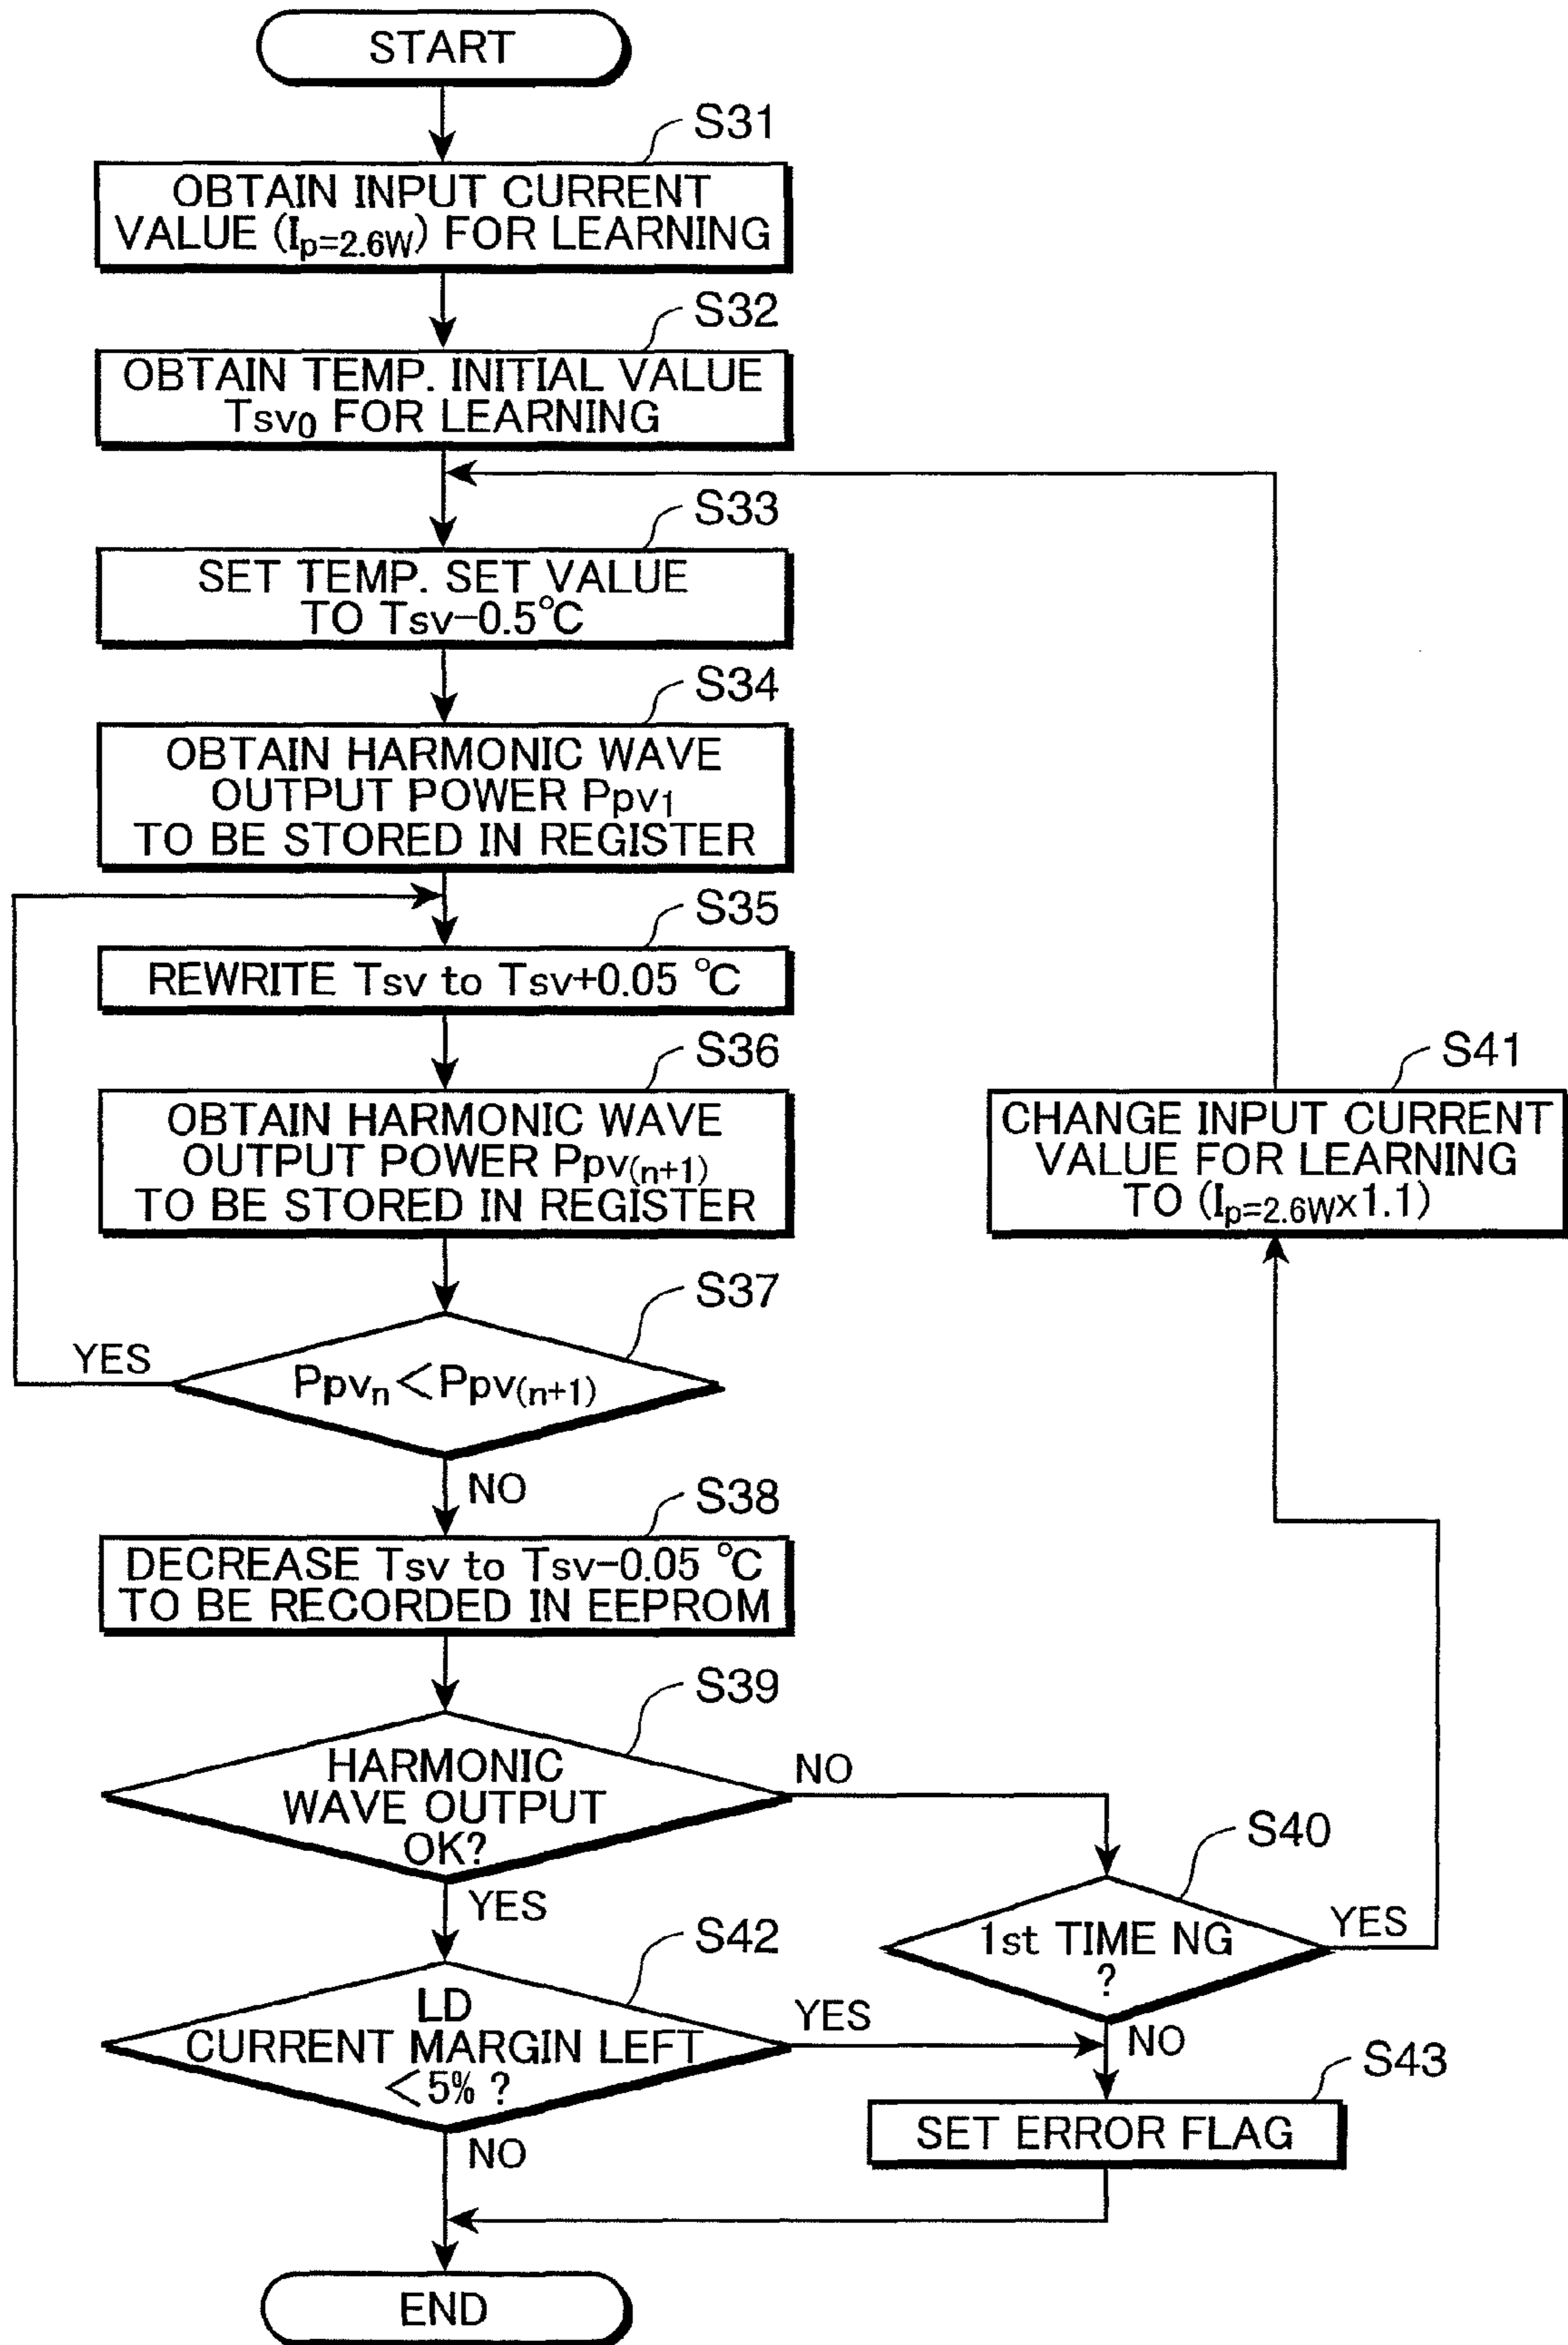 START
S31
OBTAIN INPUT CURRENT
VALUE (Ip=2.6W) FOR LEARNING
S32
OBTAIN TEMP. INITIAL VALUE
Tsv0 FOR LEARNING
S33
SET TEMP. SET VALUE
TO Tsv-0.5℃
S34
OBTAIN HARMONIC WAVE
OUTPUT POWER Ppv1
TO BE STORED IN REGISTER
S35
REWRITE Tsv to Tsv+0.05 ℃
S36
OBTAIN HARMONIC WAVE
OUTPUT POWER Ppv(n+1)
TO BE STORED IN REGISTER
S41
CHANGE INPUT CURRENT
VALUE FOR LEARNING
TO (Ip=2.6Wx1.1)
S37
YES
Ppvn<Ppv(n+1)
NO
S38
DECREASE Tsv to Tsv-0.05 ℃
TO BE RECORDED IN EEPROM
S39
HARMONIC
WAVE OUTPUT
OK?
NO
YES
S40
1st TIME NG
?
YES
NO
S42
LD
CURRENT MARGIN LEFT
<5% ?
YES
NO
S43
SET ERROR FLAG
END